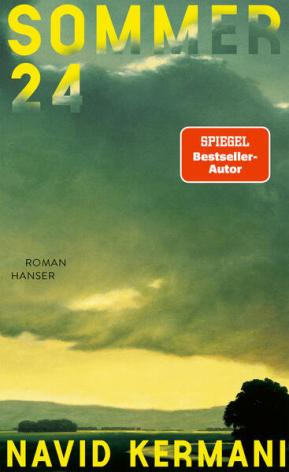 SOMMER
24
SPIEGEL
Bestseller-
Autor
ROMAN
HANSER
NAVID KERMANI